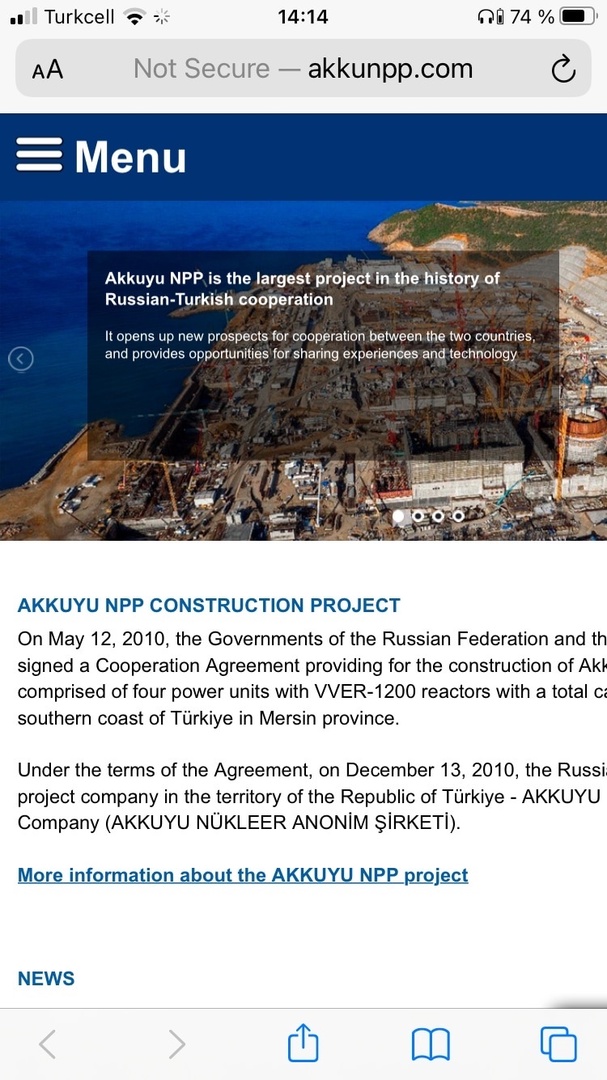 Turkcell 14:14 74 %
AA Not Secure — akkunpp.com
Menu
Akkuyu NPP is the largest project in the history of
Russian-Turkish cooperation
It opens up new prospects for cooperation between the two countries,
and provides opportunities for sharing experiences and technology
AKKUYU NPP CONSTRUCTION PROJECT
On May 12, 2010, the Governments of the Russian Federation and th
signed a Cooperation Agreement providing for the construction of Akk
comprised of four power units with VVER-1200 reactors with a total ca
southern coast of Türkiye in Mersin province.
Under the terms of the Agreement, on December 13, 2010, the Russi
project company in the territory of the Republic of Türkiye - AKKUYU
Company (AKKUYU NÜKLEER ANONİM ŞİRKETİ).
More information about the AKKUYU NPP project
NEWS